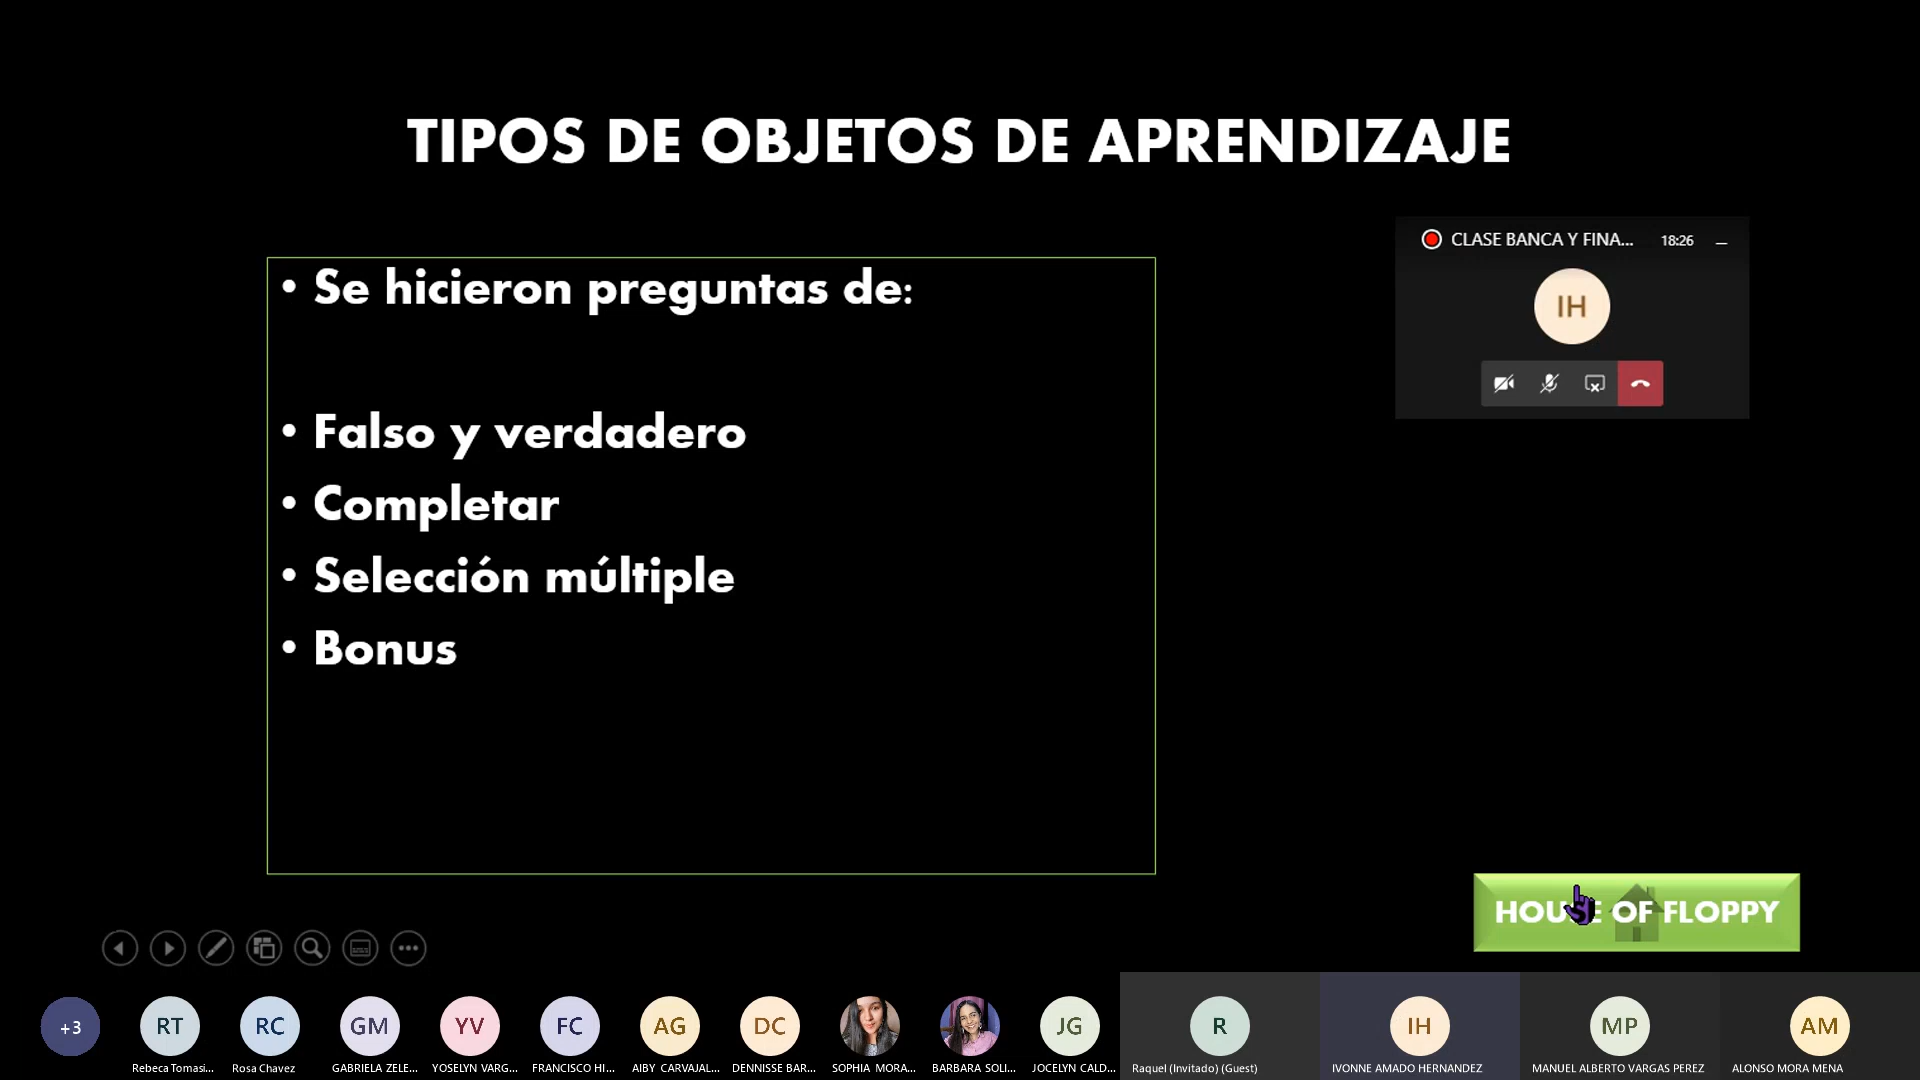 TIPOS DE OBJETOS DE APRENDIZAJE
CLASE BANCA Y FINA... 18:26
IH
• Se hicieron preguntas de:
• Falso y verdadero
• Completar
• Selección múltiple
• Bonus
HOUSE OF FLOPPY
+3 RT RC GM YV FC AG DC JG R IH MP AM
Rebeca Tomasi... Rosa Chavez GABRIELA ZELE... YOSELYN VARG... FRANCISCO HI... AIBY CARVAJAL... DENNISSE BAR... SOPHIA MORA... BARBARA SOLI... JOCELYN CALD... Raquel (Invitado) (Guest) IVONNE AMADO HERNANDEZ MANUEL ALBERTO VARGAS PEREZ ALONSO MORA MENA